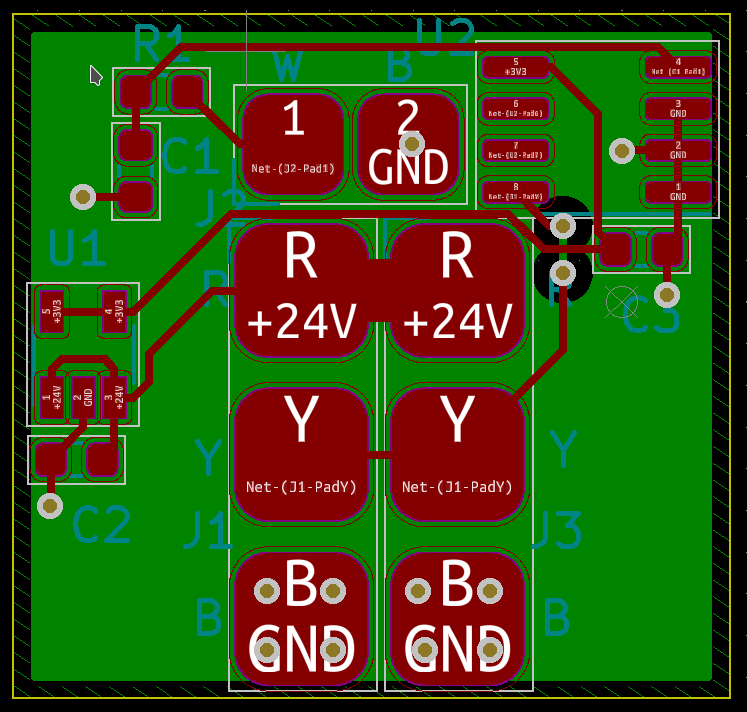 R1
U2
W
B
1
Net-(J2-Pad1)
2
GND
5
+3V3
4
Net (C1 Pad1)
6
Net-(U2-Pad6)
3
GND
7
Net-(U2-Pad7)
2
GND
8
Net-(J1-PadY)
1
GND
C1
J2
U1
R
R
+24V
R
+24V
R
C3
5
+3V3
4
+3V3
1
+24V
2
GND
3
+24V
C2
Y
Y
Net-(J1-PadY)
Y
Net-(J1-PadY)
Y
J1
J3
B
B
GND
B
GND
B